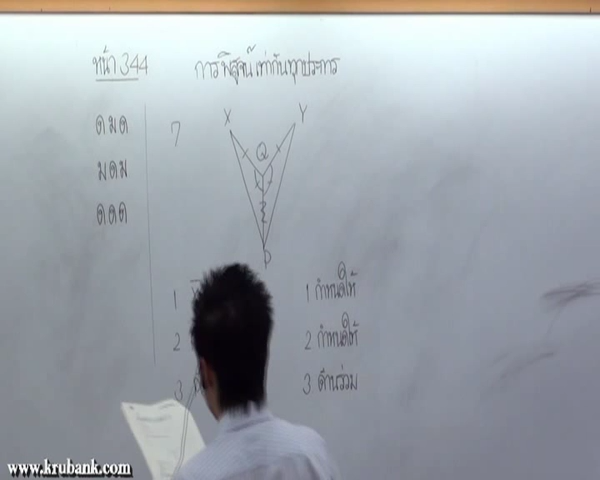 หน้า 344
การพิสูจน์เท่ากันทุกประการ
ดมด
มดม
ดดด
7
X
Y
Q
P
1
1 กำหนดให้
2
2 กำหนดให้
3
3 ด้านร่วม
www.krubank.com